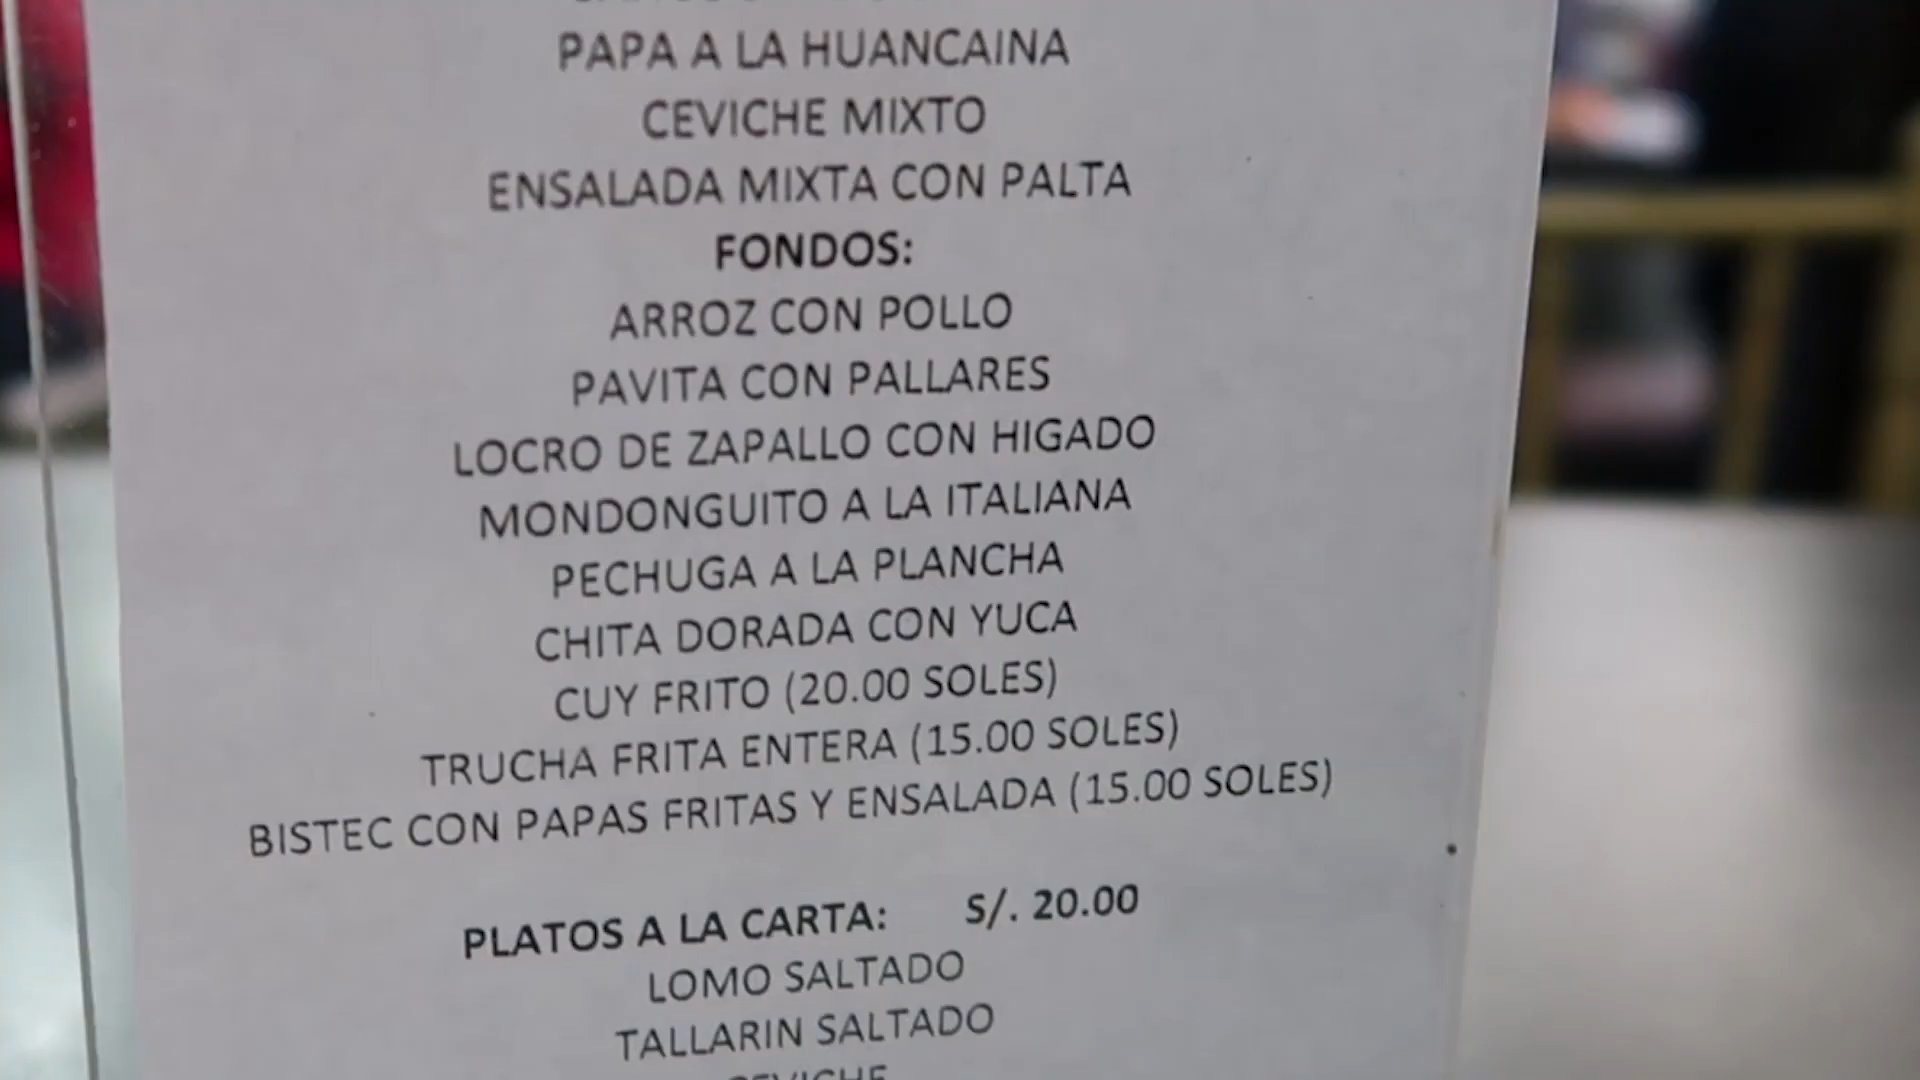 PAPA A LA HUANCAINA
CEVICHE MIXTO
ENSALADA MIXTA CON PALTA
FONDOS:
ARROZ CON POLLO
PAVITA CON PALLARES
LOCRO DE ZAPALLO CON HIGADO
MONDONGUITO A LA ITALIANA
PECHUGA A LA PLANCHA
CHITA DORADA CON YUCA
CUY FRITO (20.00 SOLES)
TRUCHA FRITA ENTERA (15.00 SOLES)
BISTEC CON PAPAS FRITAS Y ENSALADA (15.00 SOLES)
PLATOS A LA CARTA: S/. 20.00
LOMO SALTADO
TALLARIN SALTADO
CEVICHE